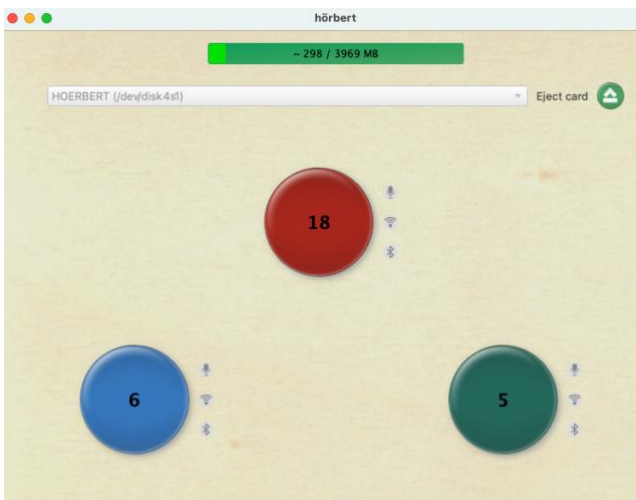 hörbert
~ 298 / 3969 MB
HOERBERT (/dev/disk4s1)
Eject card
18
6
5